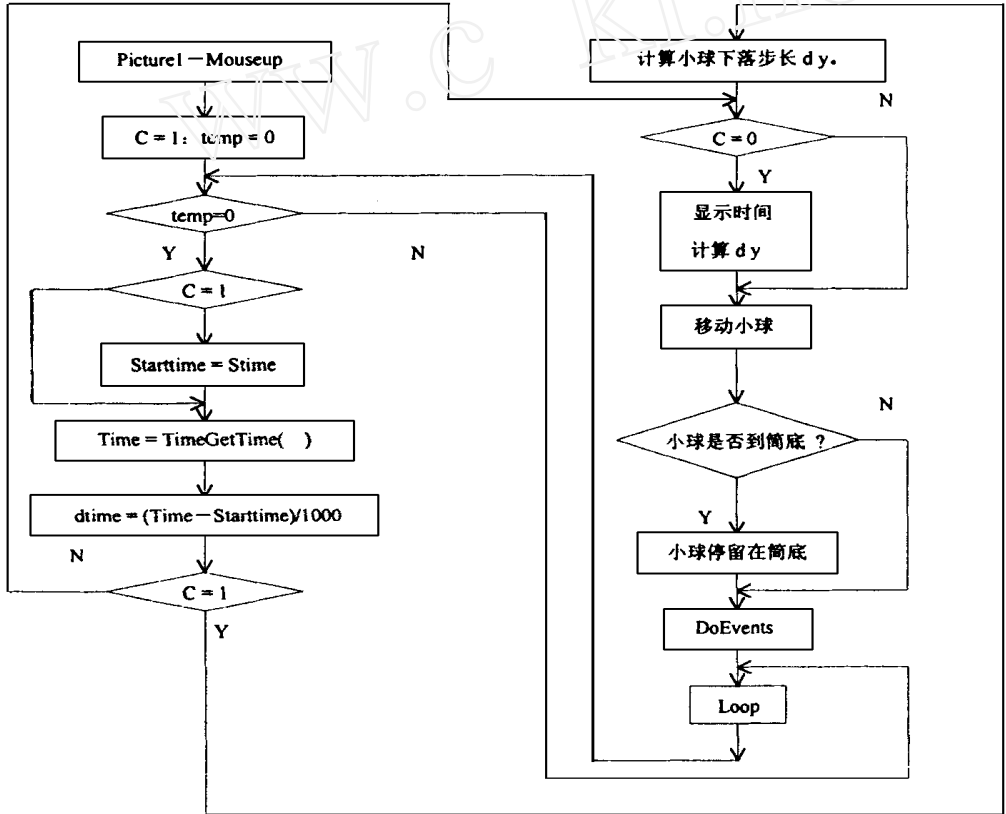 Picture1－Mouseup
C = 1：temp = 0
temp=0
Y
N
C = 1
Starttime = Stime
Time = TimeGetTime(    )
dtime = (Time－Starttime)/1000
N
C = 1
Y
计算小球下落步长 d y。
N
C = 0
Y
显示时间
计算 d y
移动小球
N
小球是否到筒底 ？
Y
小球停留在筒底
DoEvents
Loop